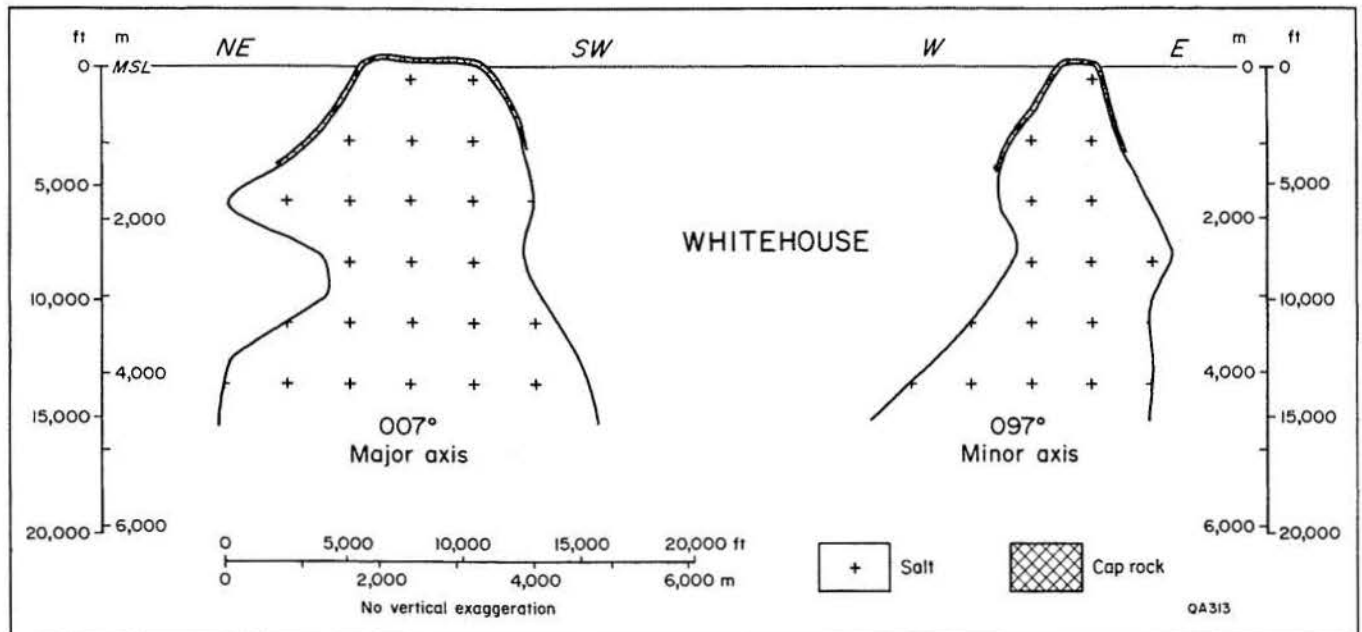 ft m NE SW W E m ft
0 MSL 0 0
5,000 5,000
2,000 2,000
WHITEHOUSE
10,000 10,000
4,000 4,000
15,000 15,000
007° 097°
Major axis Minor axis
20,000 6,000 6,000 20,000
0 5,000 10,000 15,000 20,000 ft
0 2,000 4,000 6,000 m
No vertical exaggeration
Salt Cap rock
QA313